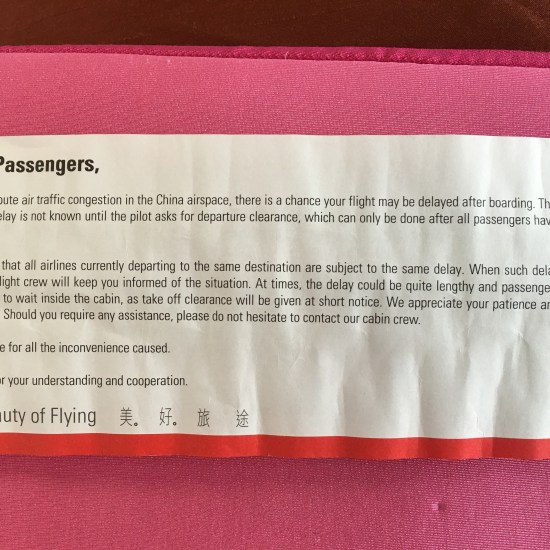 Passengers,
oute air traffic congestion in the China airspace, there is a chance your flight may be delayed after boarding. Th
elay is not known until the pilot asks for departure clearance, which can only be done after all passengers hav
that all airlines currently departing to the same destination are subject to the same delay. When such dela
light crew will keep you informed of the situation. At times, the delay could be quite lengthy and passenge
to wait inside the cabin, as take off clearance will be given at short notice. We appreciate your patience an
Should you require any assistance, please do not hesitate to contact our cabin crew.
e for all the inconvenience caused.
or your understanding and cooperation.
auty of Flying 美。好。旅 途